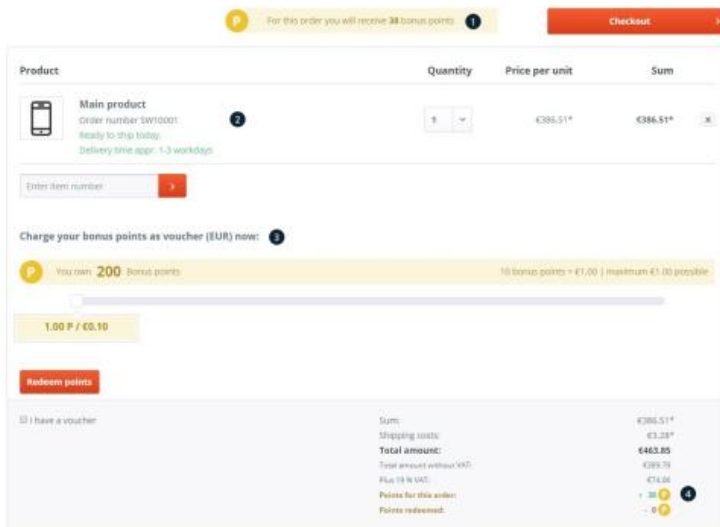 P For this order you will receive 38 bonus points 1
Checkout
Product Quantity Price per unit Sum
Main product
Order number SW10001 2
Ready to ship today,
Delivery time appr. 1-3 workdays
1 €386.51* €386.51* x
Enter item number
Charge your bonus points as voucher (EUR) now: 3
P You own 200 Bonus points 10 bonus points = €1.00 | maximum €1.00 possible
1.00 P / €0.10
Redeem points
I have a voucher
Sum: €386.51*
Shipping costs: €3.28*
Total amount: €463.85
Total amount without VAT: €389.79
Plus 19 % VAT: €74.06
Points for this order: + 38 P 4
Points redeemed: - 0 P